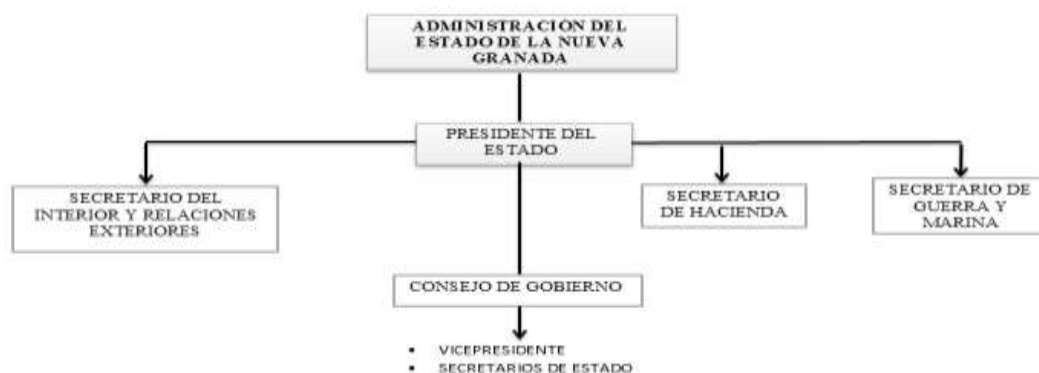 ADMINISTRACIÓN DEL
ESTADO DE LA NUEVA
GRANADA
PRESIDENTE DEL
ESTADO
SECRETARIO DEL
INTERIOR Y RELACIONES
EXTERIORES
SECRETARIO
DE HACIENDA
SECRETARIO DE
GUERRA Y
MARINA
CONSEJO DE GOBIERNO
▪ VICEPRESIDENTE
▪ SECRETARIOS DE ESTADO